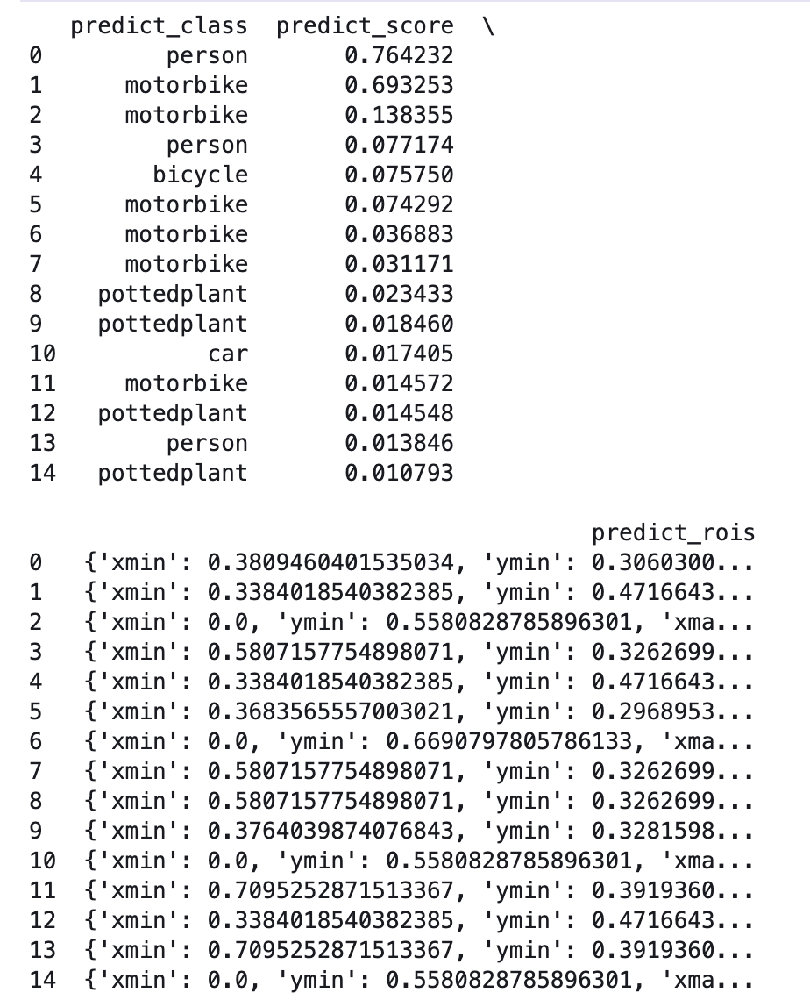 predict_class  predict_score  \
0         person       0.764232
1      motorbike       0.693253
2      motorbike       0.138355
3         person       0.077174
4        bicycle       0.075750
5      motorbike       0.074292
6      motorbike       0.036883
7      motorbike       0.031171
8    pottedplant       0.023433
9    pottedplant       0.018460
10           car       0.017405
11     motorbike       0.014572
12   pottedplant       0.014548
13        person       0.013846
14   pottedplant       0.010793
predict_rois
0   {'xmin': 0.3809460401535034, 'ymin': 0.3060300...
1   {'xmin': 0.3384018540382385, 'ymin': 0.4716643...
2   {'xmin': 0.0, 'ymin': 0.5580828785896301, 'xma...
3   {'xmin': 0.5807157754898071, 'ymin': 0.3262699...
4   {'xmin': 0.3384018540382385, 'ymin': 0.4716643...
5   {'xmin': 0.3683565557003021, 'ymin': 0.2968953...
6   {'xmin': 0.0, 'ymin': 0.6690797805786133, 'xma...
7   {'xmin': 0.5807157754898071, 'ymin': 0.3262699...
8   {'xmin': 0.5807157754898071, 'ymin': 0.3262699...
9   {'xmin': 0.3764039874076843, 'ymin': 0.3281598...
10  {'xmin': 0.0, 'ymin': 0.5580828785896301, 'xma...
11  {'xmin': 0.7095252871513367, 'ymin': 0.3919360...
12  {'xmin': 0.3384018540382385, 'ymin': 0.4716643...
13  {'xmin': 0.7095252871513367, 'ymin': 0.3919360...
14  {'xmin': 0.0, 'ymin': 0.5580828785896301, 'xma...